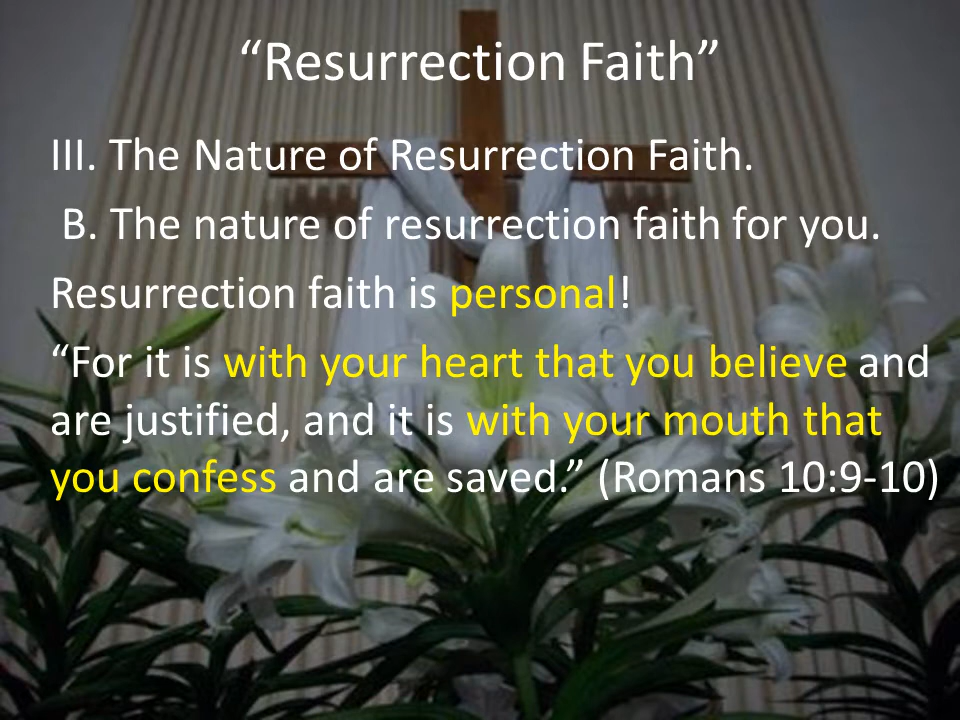 “Resurrection Faith”
III. The Nature of Resurrection Faith.
B. The nature of resurrection faith for you.
Resurrection faith is personal!
“For it is with your heart that you believe and
are justified, and it is with your mouth that
you confess and are saved.” (Romans 10:9-10)